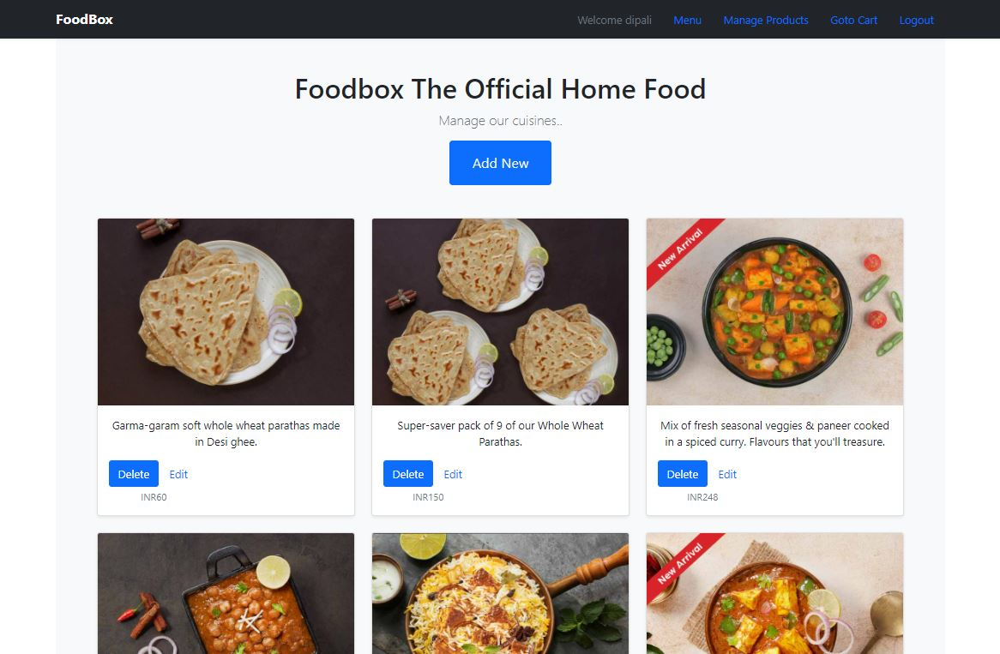 FoodBox
Welcome dipali
Menu
Manage Products
Goto Cart
Logout
Foodbox The Official Home Food
Manage our cuisines..
Add New
Garma-garam soft whole wheat parathas made
in Desi ghee.
Delete
Edit
INR60
Super-saver pack of 9 of our Whole Wheat
Parathas.
Delete
Edit
INR150
New Arrival
Mix of fresh seasonal veggies & paneer cooked
in a spiced curry. Flavours that you'll treasure.
Delete
Edit
INR248
New Arrival